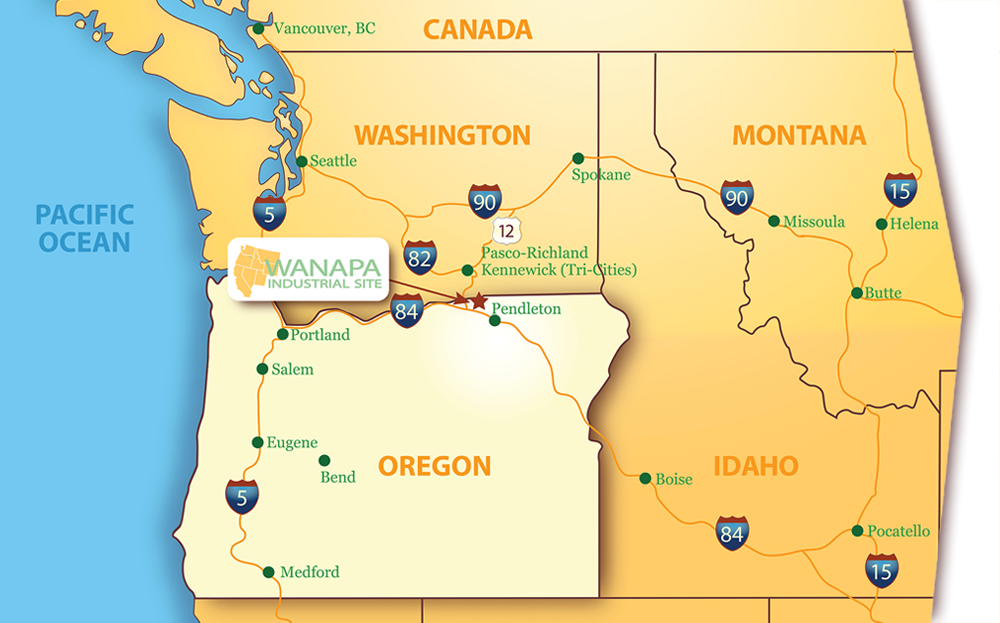 Vancouver, BC
CANADA
WASHINGTON
MONTANA
Seattle
Spokane
90
90
15
5
PACIFIC
OCEAN
12
Missoula
Helena
82
Pasco-Richland
Kennewick (Tri-Cities)
WANAPA
INDUSTRIAL SITE
84
Pendleton
Butte
Portland
Salem
Eugene
Bend
OREGON
IDAHO
Boise
5
84
Pocatello
15
Medford